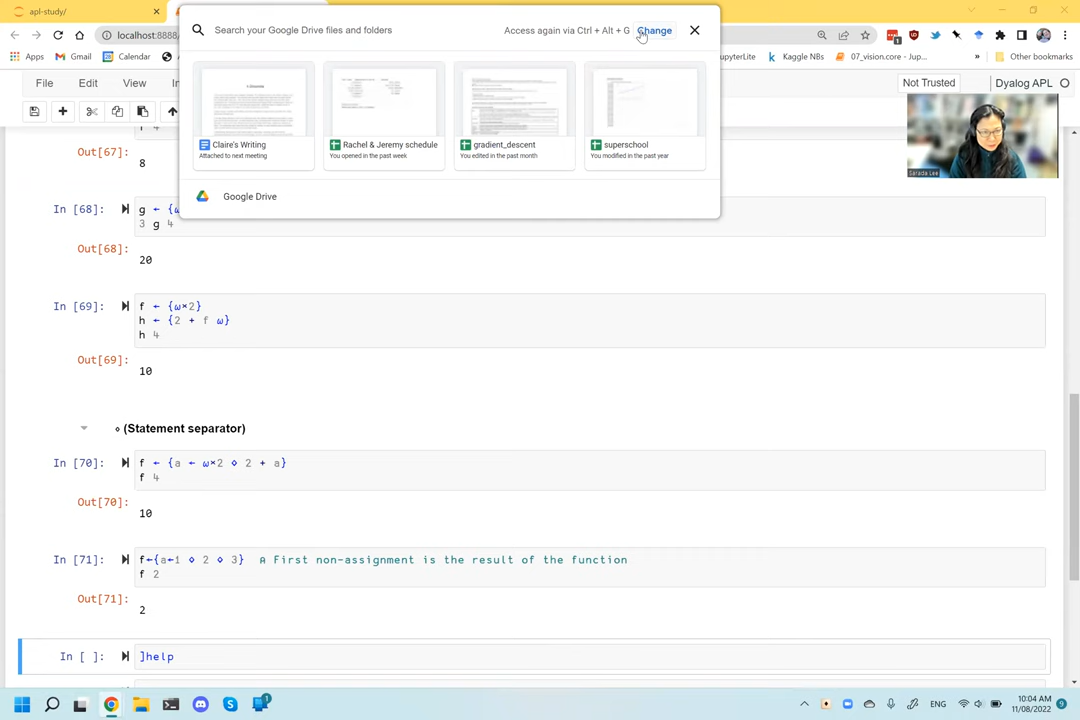 apl-study/
localhost:8888/
Apps
Gmail
Calendar
Search your Google Drive files and folders
Access again via Ctrl + Alt + G
Change
Claire's Writing
Attached to next meeting
Rachel & Jeremy schedule
You opened in the past week
gradient_descent
You edited in the past month
superschool
You modified in the past year
Google Drive
1
JupyterLite
Kaggle NBs
07_vision.core - Jup...
»
Other bookmarks
File
Edit
View
Not Trusted
Dyalog APL
Sarada Lee
Out[67]:
8
In [68]:
g ← {⍵
3 g 4
Out[68]:
20
In [69]:
f ← {⍵×2}
h ← {2 + f ⍵}
h 4
Out[69]:
10
⋄ (Statement separator)
In [70]:
f ← {a ← ⍵×2 ⋄ 2 + a}
f 4
Out[70]:
10
In [71]:
f←{a←1 ⋄ 2 ⋄ 3} ⍝ First non-assignment is the result of the function
f 2
Out[71]:
2
In [ ]:
]help
1
ENG
10:04 AM
11/08/2022
9